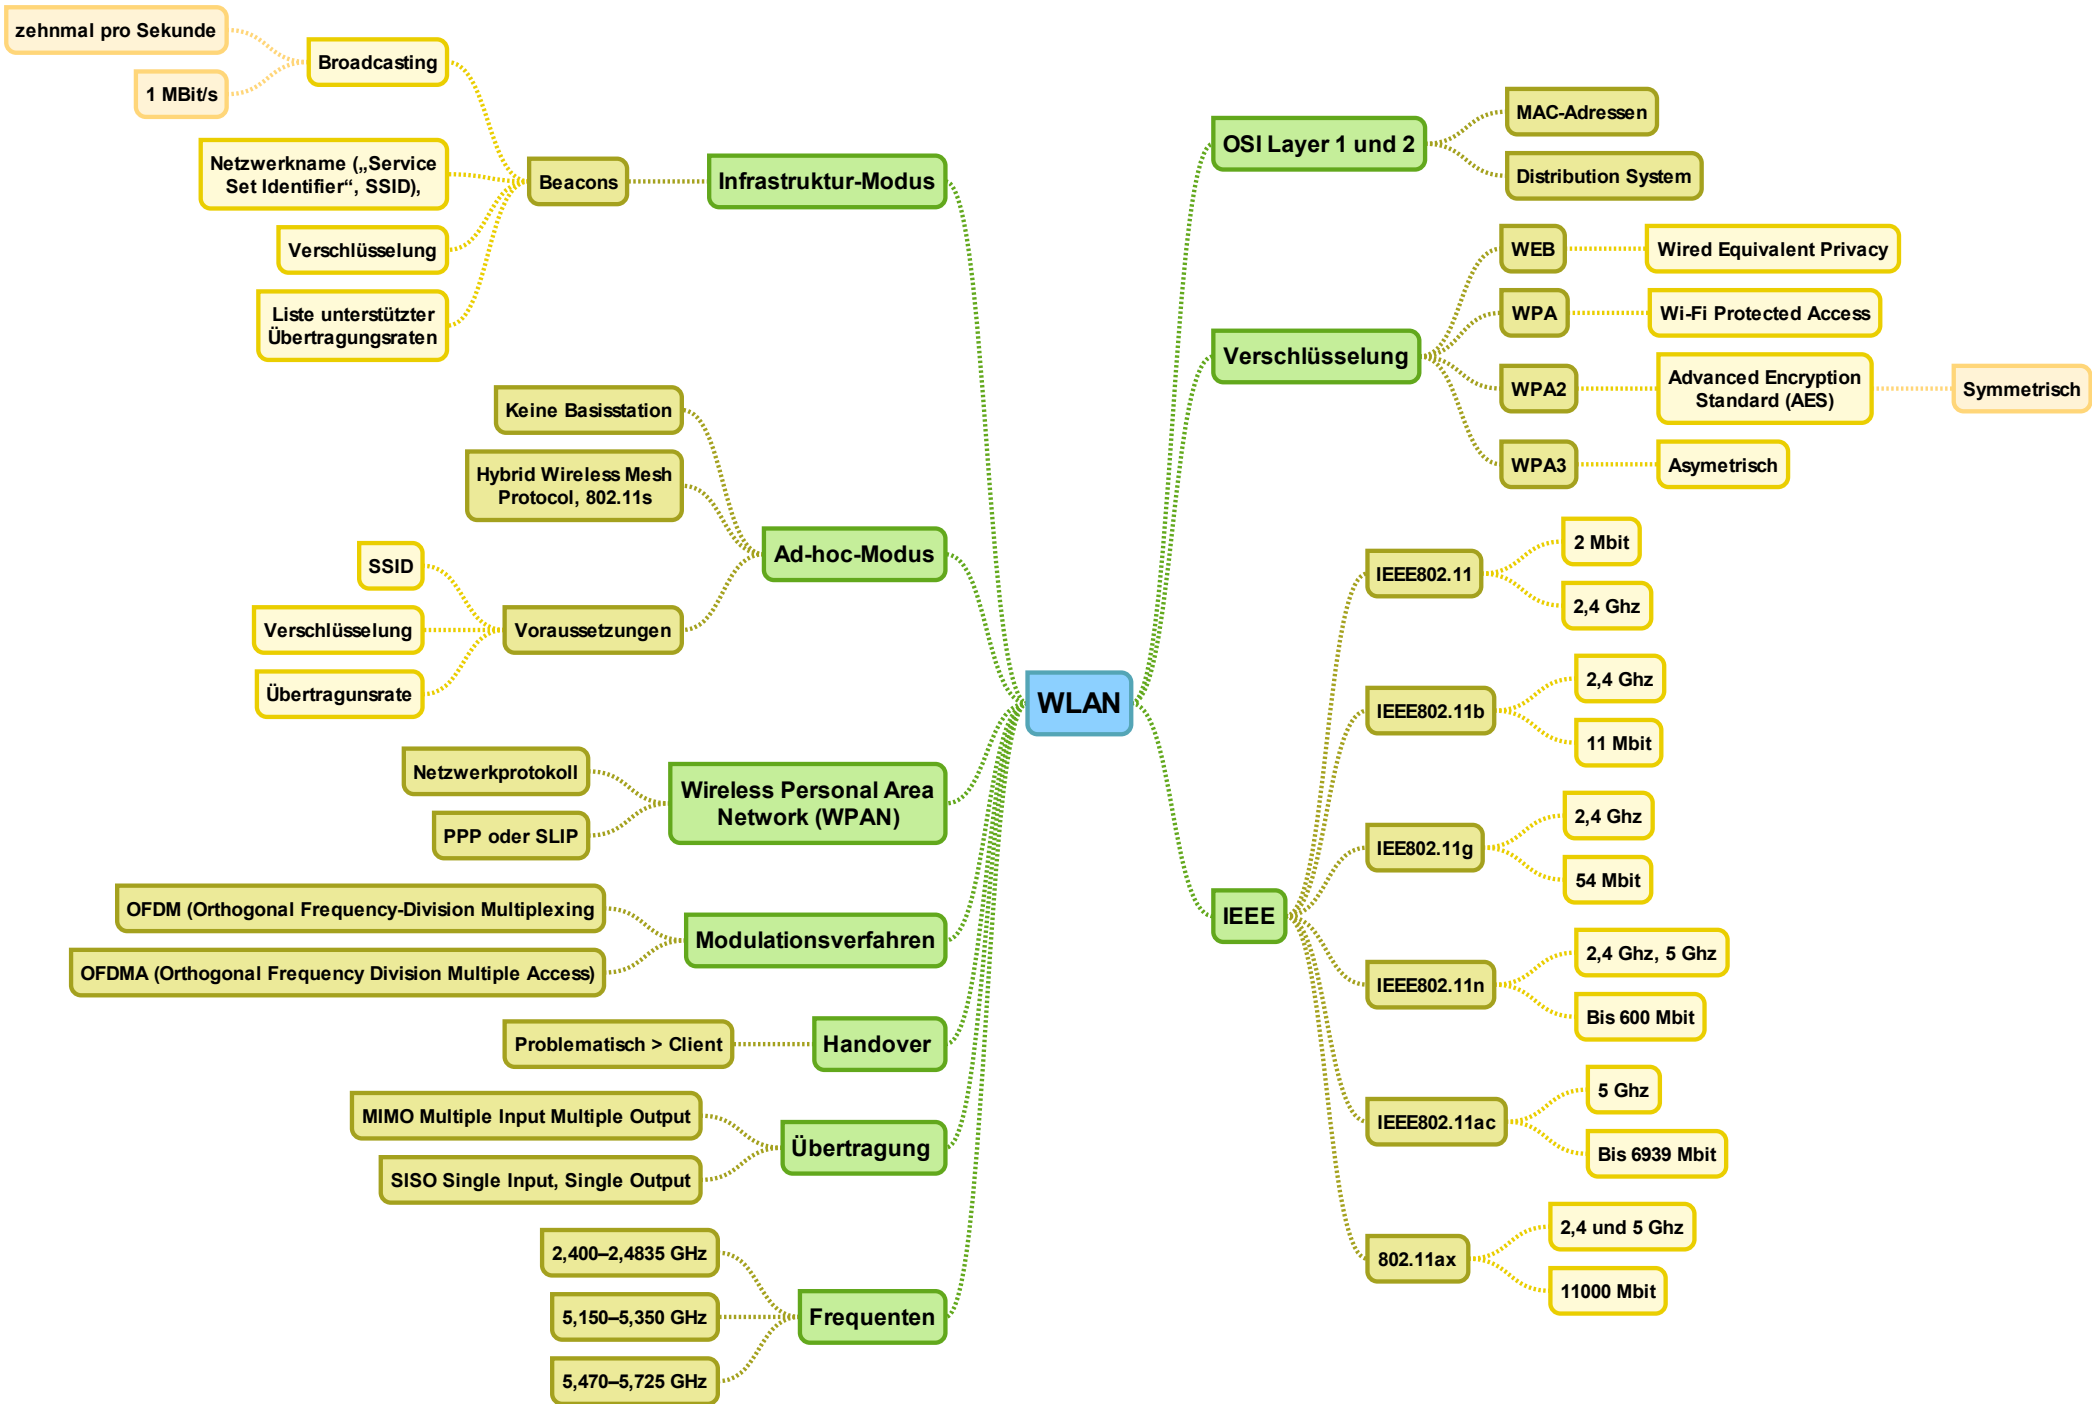 WLAN
Infrastruktur-Modus
Beacons
Broadcasting
zehnmal pro Sekunde
1 MBit/s
Netzwerkname („Service
Set Identifier“, SSID),
Verschlüsselung
Liste unterstützter
Übertragungsraten
Ad-hoc-Modus
Keine Basisstation
Hybrid Wireless Mesh
Protocol, 802.11s
Voraussetzungen
SSID
Verschlüsselung
Übertragunsrate
Wireless Personal Area
Network (WPAN)
Netzwerkprotokoll
PPP oder SLIP
Modulationsverfahren
OFDM (Orthogonal Frequency-Division Multiplexing
OFDMA (Orthogonal Frequency Division Multiple Access)
Handover
Problematisch > Client
Übertragung
MIMO Multiple Input Multiple Output
SISO Single Input, Single Output
Frequenten
2,400–2,4835 GHz
5,150–5,350 GHz
5,470–5,725 GHz
OSI Layer 1 und 2
MAC-Adressen
Distribution System
Verschlüsselung
WEB
Wired Equivalent Privacy
WPA
Wi-Fi Protected Access
WPA2
Advanced Encryption
Standard (AES)
Symmetrisch
WPA3
Asymetrisch
IEEE
IEEE802.11
2 Mbit
2,4 Ghz
IEEE802.11b
2,4 Ghz
11 Mbit
IEE802.11g
2,4 Ghz
54 Mbit
IEEE802.11n
2,4 Ghz, 5 Ghz
Bis 600 Mbit
IEEE802.11ac
5 Ghz
Bis 6939 Mbit
802.11ax
2,4 und 5 Ghz
11000 Mbit